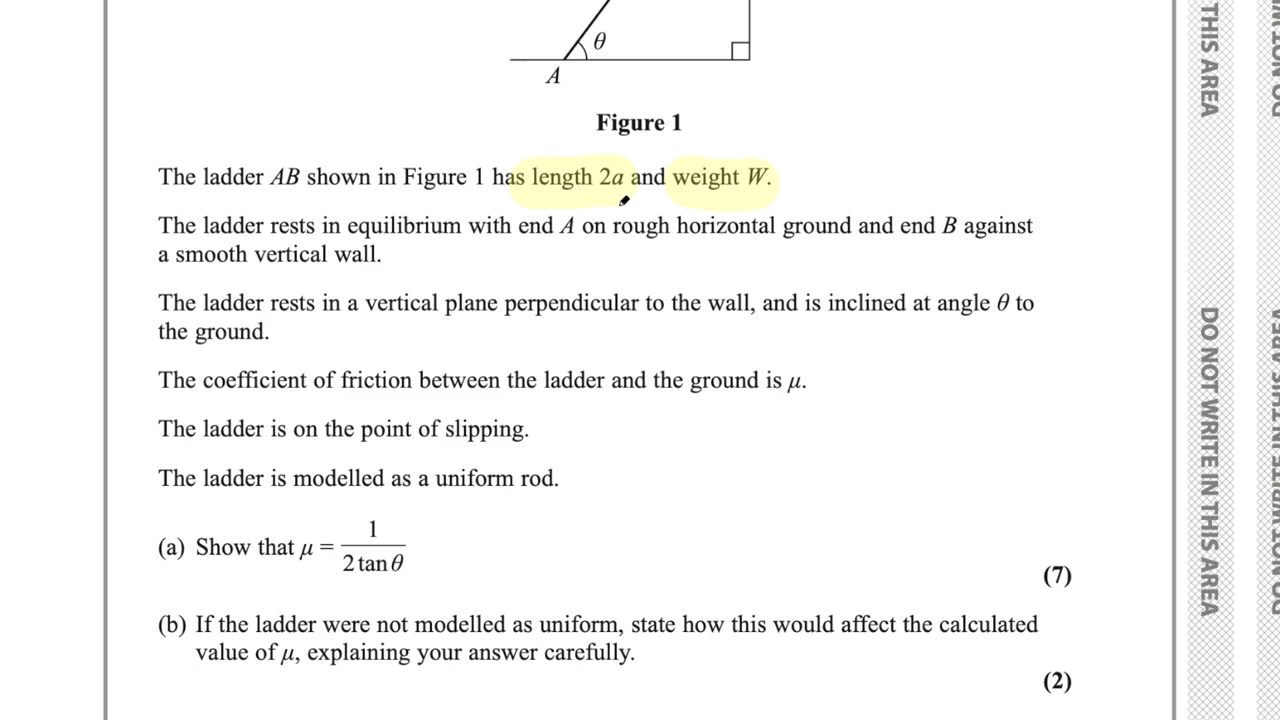 θ
A
Figure 1
The ladder AB shown in Figure 1 has length 2a and weight W.
The ladder rests in equilibrium with end A on rough horizontal ground and end B against
a smooth vertical wall.
The ladder rests in a vertical plane perpendicular to the wall, and is inclined at angle θ to
the ground.
The coefficient of friction between the ladder and the ground is μ.
The ladder is on the point of slipping.
The ladder is modelled as a uniform rod.
(a) Show that μ = 1 / 2 tan θ
(7)
(b) If the ladder were not modelled as uniform, state how this would affect the calculated
value of μ, explaining your answer carefully.
(2)
THIS AREA
DO NOT WRITE IN THIS AREA